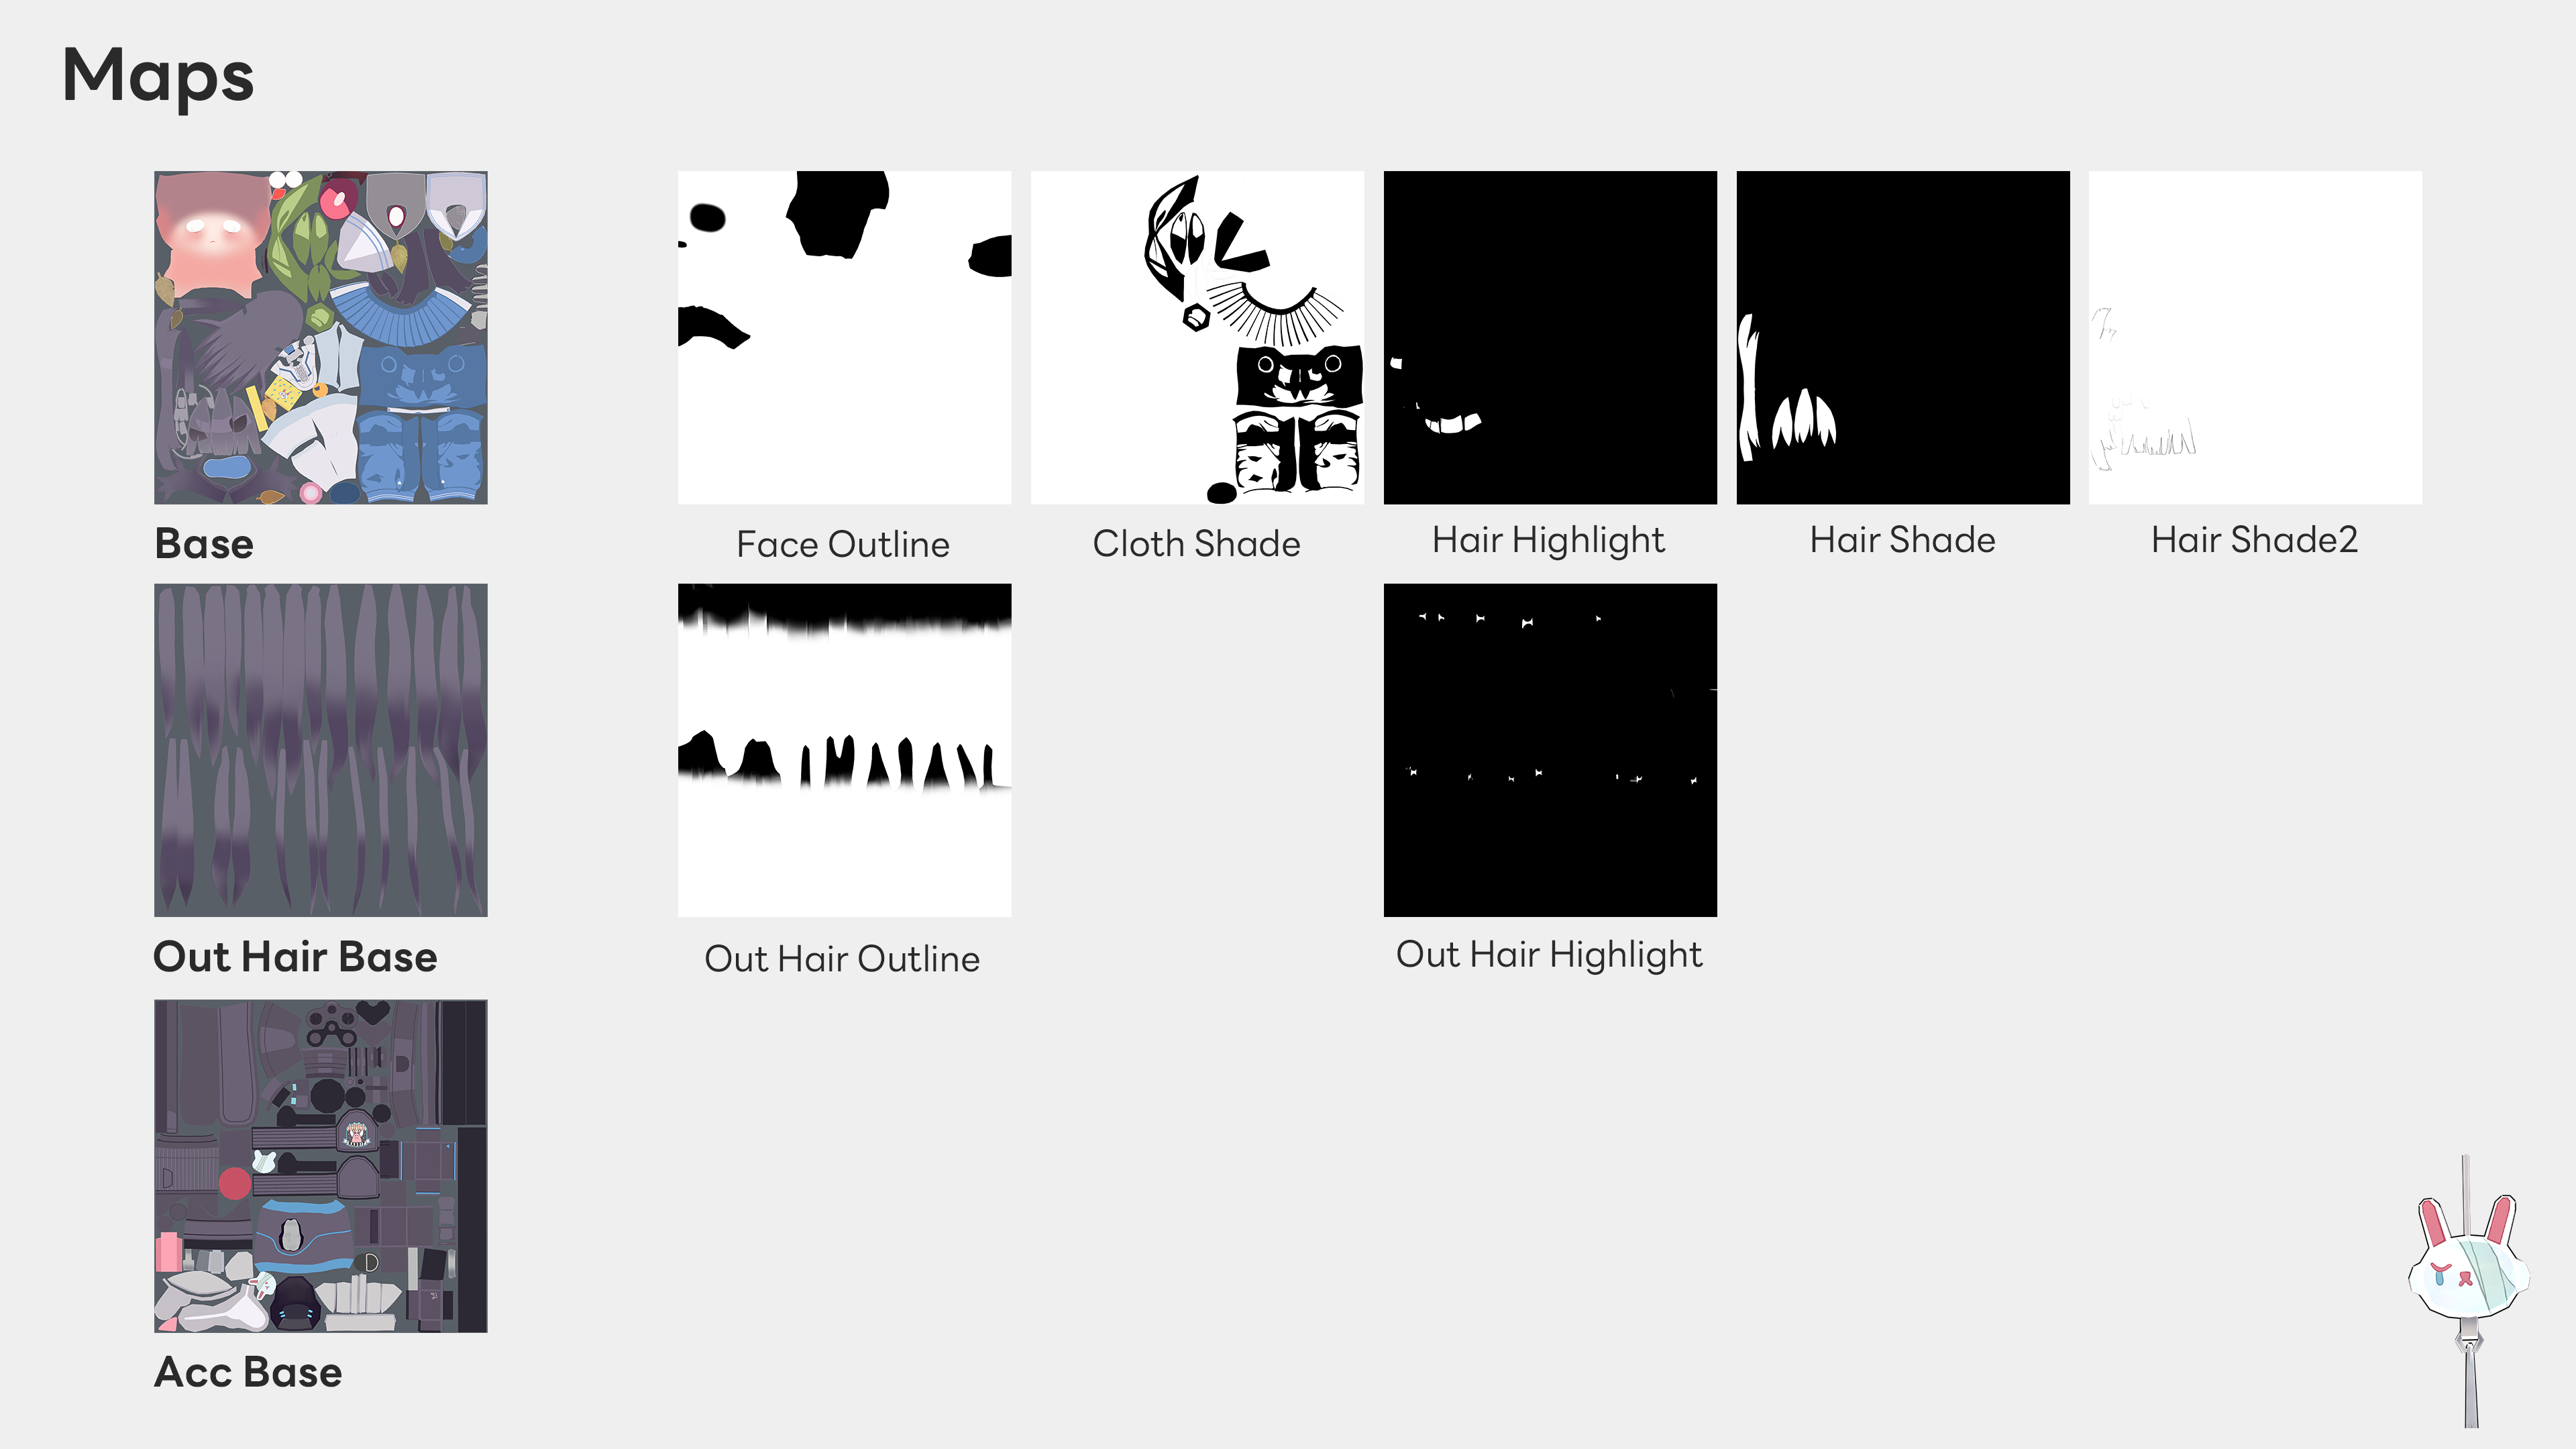 Maps
Base
Face Outline
Cloth Shade
Hair Highlight
Hair Shade
Hair Shade2
Out Hair Base
Out Hair Outline
Out Hair Highlight
Acc Base